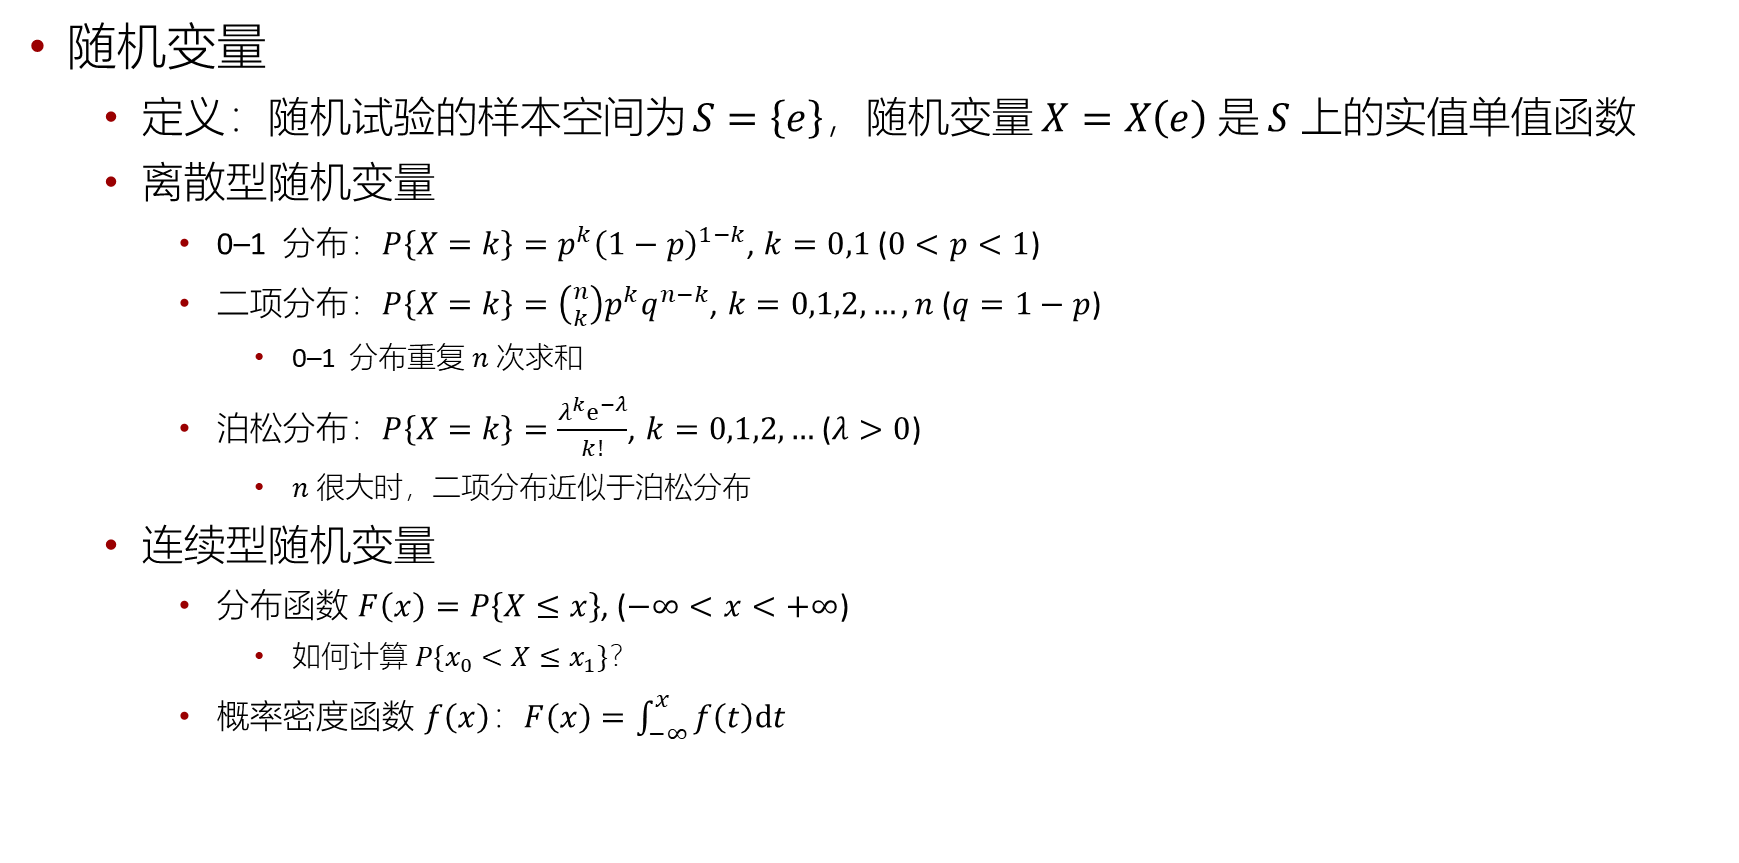 • 随机变量
• 定义：随机试验的样本空间为 S = {e}，随机变量 X = X(e) 是 S 上的实值单值函数
• 离散型随机变量
• 0–1 分布：P{X = k} = p^k(1 − p)^{1−k}, k = 0,1 (0 < p < 1)
• 二项分布：P{X = k} = \binom{n}{k} p^k q^{n−k}, k = 0,1,2, … , n (q = 1 − p)
• 0–1 分布重复 n 次求和
• 泊松分布：P{X = k} = \frac{λ^k e^{−λ}}{k!}, k = 0,1,2, … (λ > 0)
• n 很大时，二项分布近似于泊松分布
• 连续型随机变量
• 分布函数 F(x) = P{X ≤ x}, (−∞ < x < +∞)
• 如何计算 P{x_0 < X ≤ x_1}？
• 概率密度函数 f(x)：F(x) = ∫_{−∞}^{x} f(t)dt